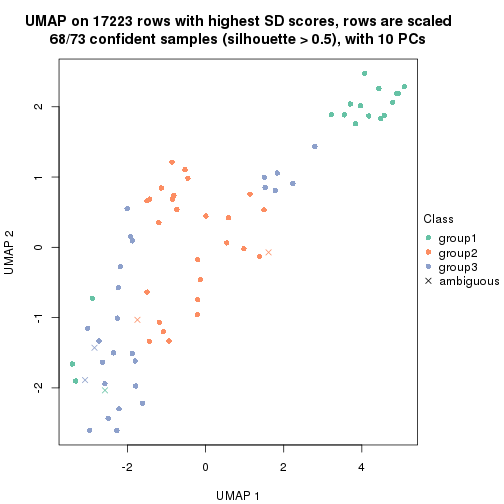 UMAP on 17223 rows with highest SD scores, rows are scaled
68/73 confident samples (silhouette > 0.5), with 10 PCs
UMAP 2
2
1
0
-1
-2
-2
0
2
4
UMAP 1
Class
group1
group2
group3
ambiguous